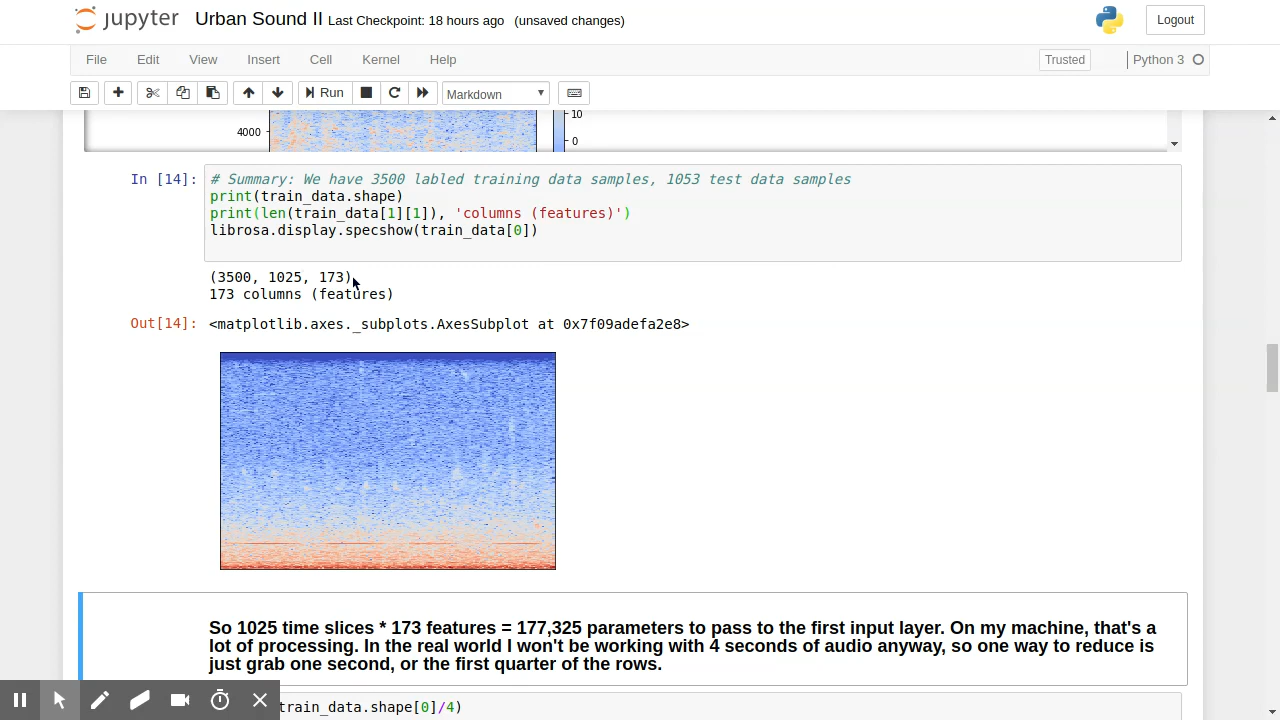 jupyter Urban Sound II Last Checkpoint: 18 hours ago (unsaved changes) Logout
File Edit View Insert Cell Kernel Help Trusted Python 3
Run Markdown
4000 10
0
In [14]: # Summary: We have 3500 labled training data samples, 1053 test data samples
print(train_data.shape)
print(len(train_data[1][1]), 'columns (features)')
librosa.display.specshow(train_data[0])
(3500, 1025, 173)
173 columns (features)
Out[14]: <matplotlib.axes._subplots.AxesSubplot at 0x7f09adefa2e8>
So 1025 time slices * 173 features = 177,325 parameters to pass to the first input layer. On my machine, that's a
lot of processing. In the real world I won't be working with 4 seconds of audio anyway, so one way to reduce is
just grab one second, or the first quarter of the rows.
train_data.shape[0]/4)